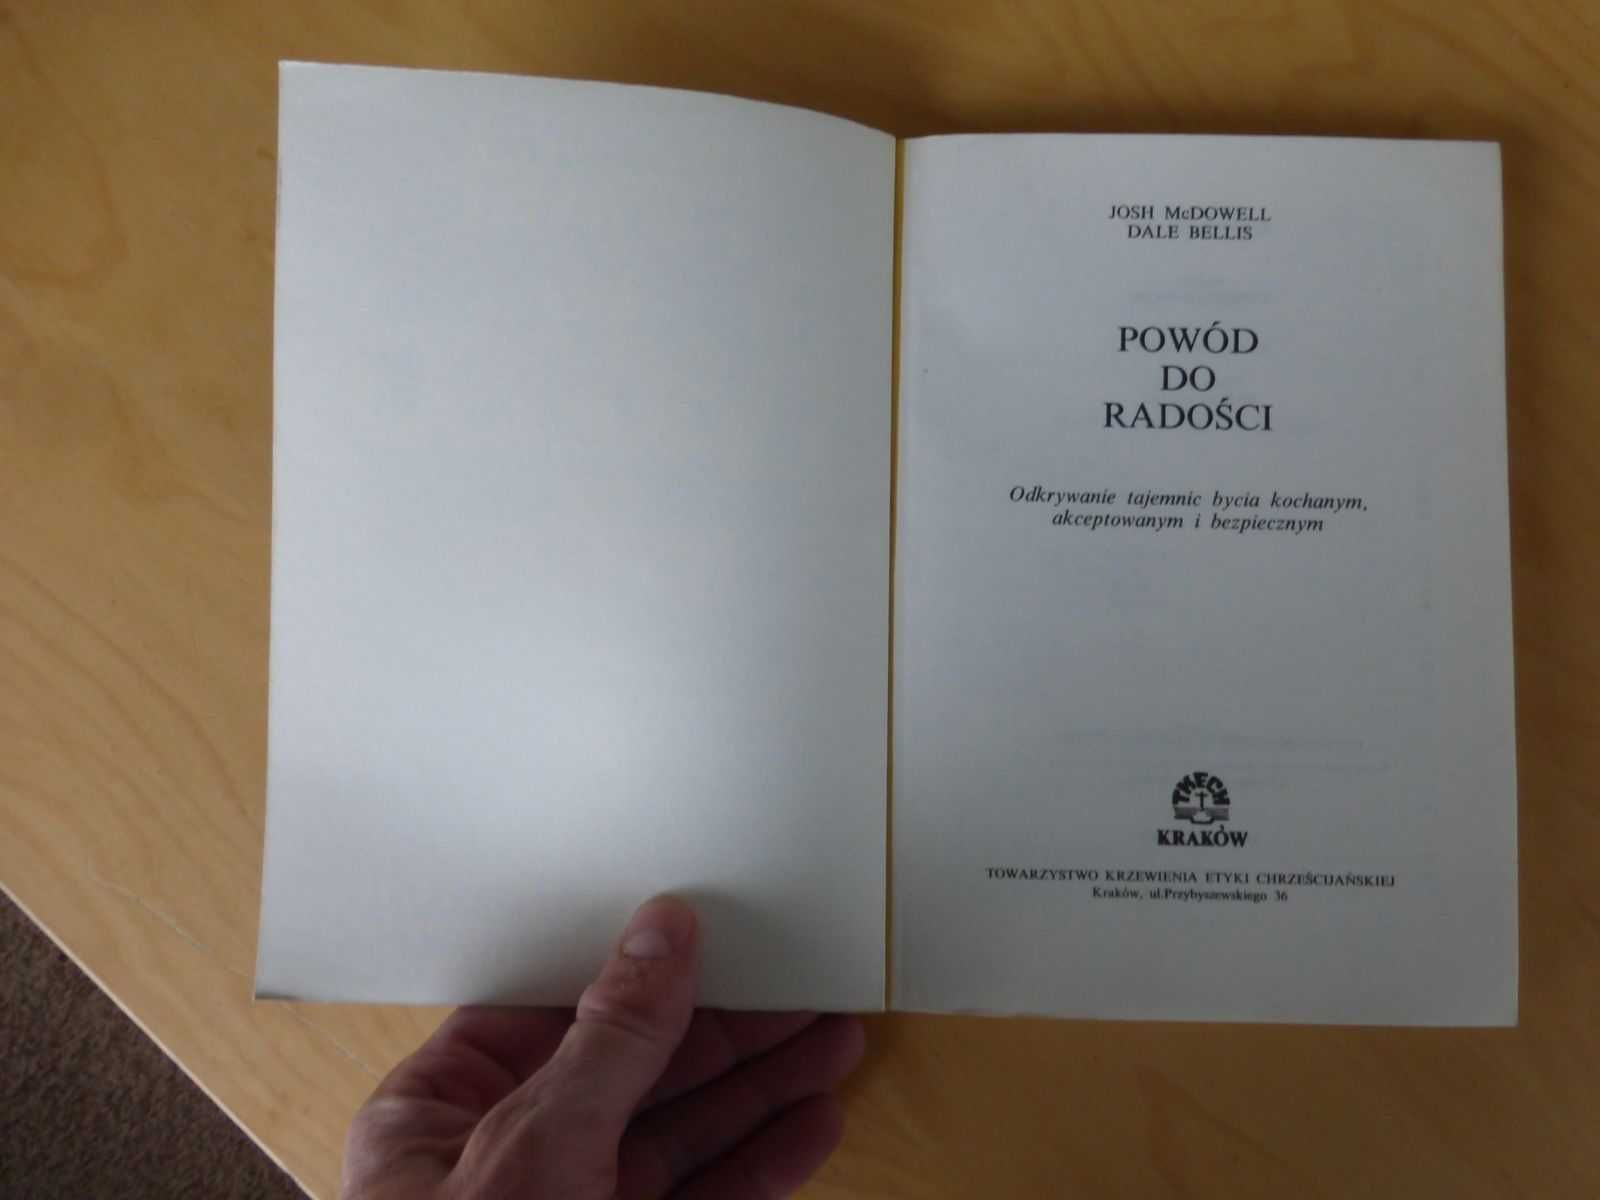 JOSH McDOWELL
DALE BELLIS
POWÓD
DO
RADOŚCI
Odkrywanie tajemnic bycia kochanym,
akceptowanym i bezpiecznym
TKECH
KRAKÓW
TOWARZYSTWO KRZEWIENIA ETYKI CHRZEŚCIJAŃSKIEJ
Kraków, ul.Przybyszewskiego 36